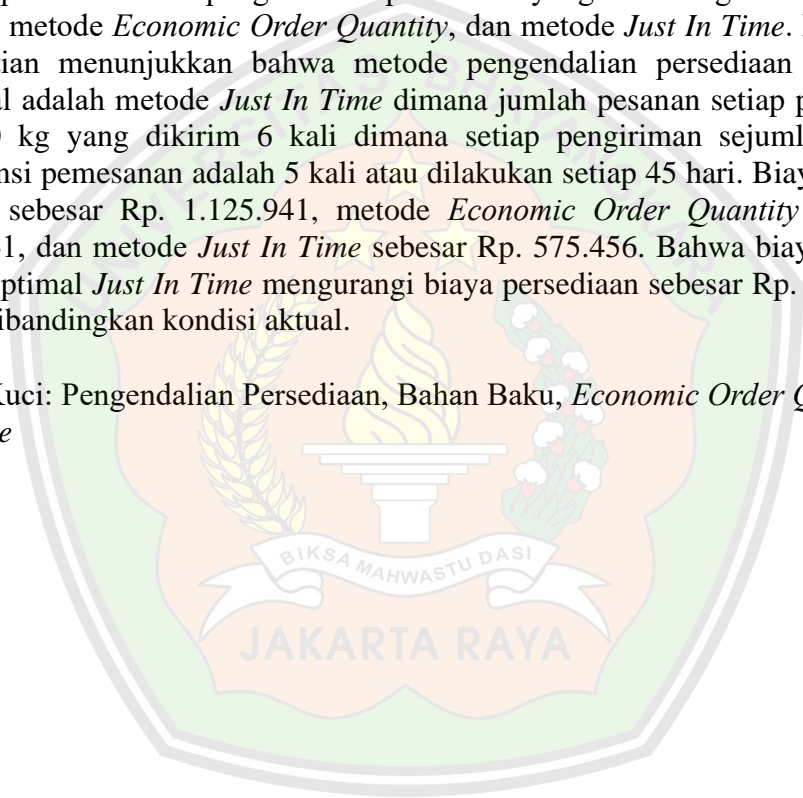 metode Economic Order Quantity, dan metode Just In Time.
tian menunjukkan bahwa metode pengendalian persediaan
al adalah metode Just In Time dimana jumlah pesanan setiap p
kg yang dikirim 6 kali dimana setiap pengiriman sejuml
nsi pemesanan adalah 5 kali atau dilakukan setiap 45 hari. Biay
sebesar Rp. 1.125.941, metode Economic Order Quantity
1, dan metode Just In Time sebesar Rp. 575.456. Bahwa biay
ptimal Just In Time mengurangi biaya persediaan sebesar Rp.
ibandingkan kondisi aktual.
Kuci: Pengendalian Persediaan, Bahan Baku, Economic Order Q
e
UNIVERSITAS BHAYANGKARA
BIKSA MAHWASTU DASI
JAKARTA RAYA